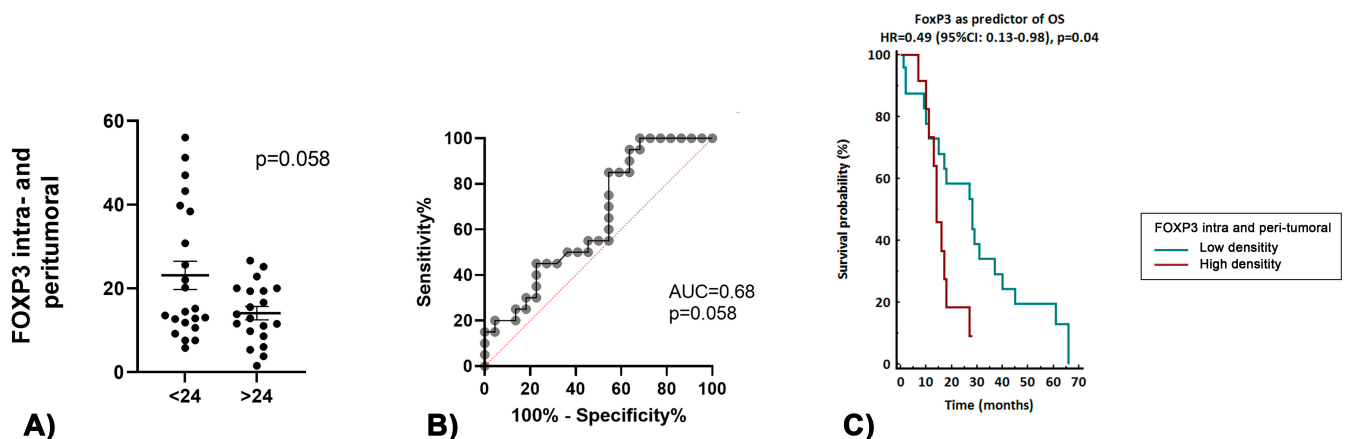 FOXP3 intra- and
peritumoral
60
40
20
0
p=0.058
<24
>24
A)
Sensitivity%
100
80
60
40
20
0
AUC=0.68
p=0.058
0 20 40 60 80 100
100% - Specificity%
B)
FoxP3 as predictor of OS
HR=0.49 (95%CI: 0.13-0.98), p=0.04
Survival probability (%)
100
80
60
40
20
0
0 10 20 30 40 50 60 70
Time (months)
C)
FOXP3 intra and peri-tumoral
Low densitity
High densitity